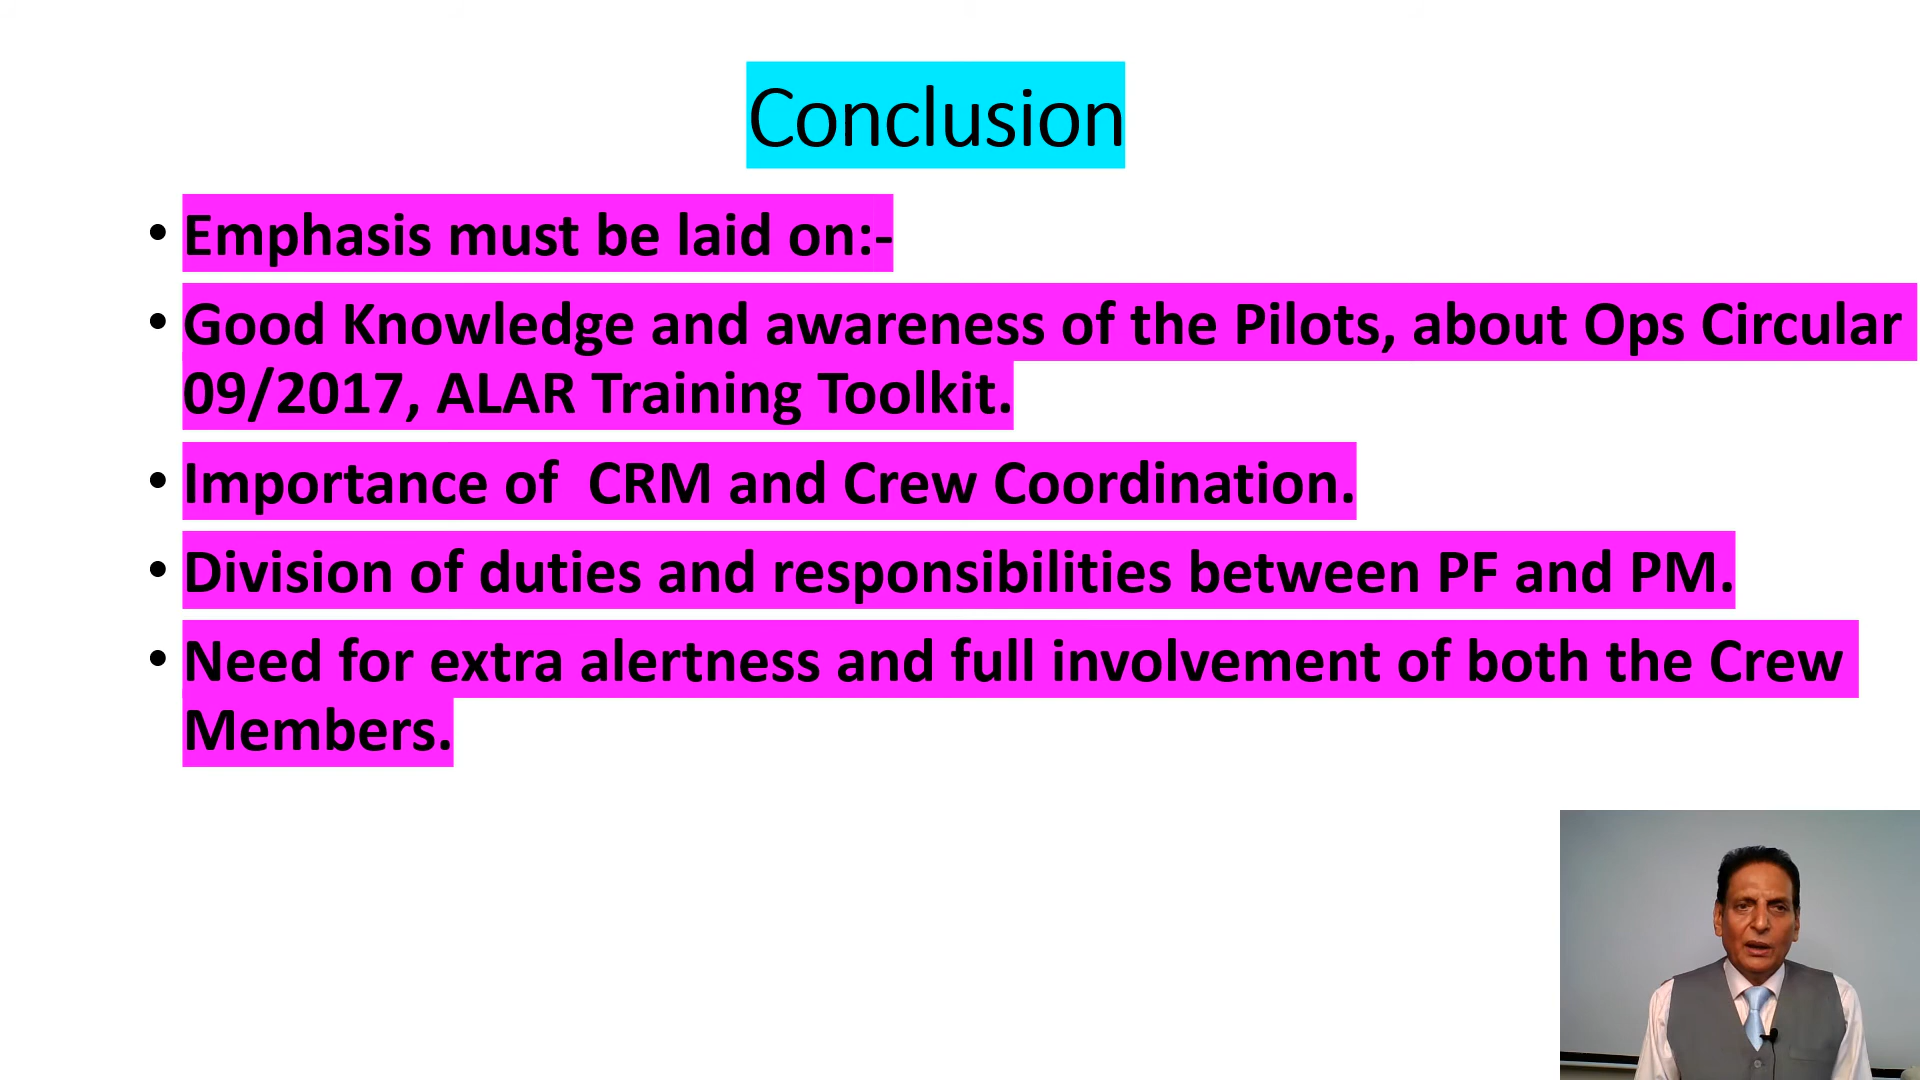 Conclusion
• Emphasis must be laid on:-
• Good Knowledge and awareness of the Pilots, about Ops Circular
09/2017, ALAR Training Toolkit.
• Importance of  CRM and Crew Coordination.
• Division of duties and responsibilities between PF and PM.
• Need for extra alertness and full involvement of both the Crew
Members.